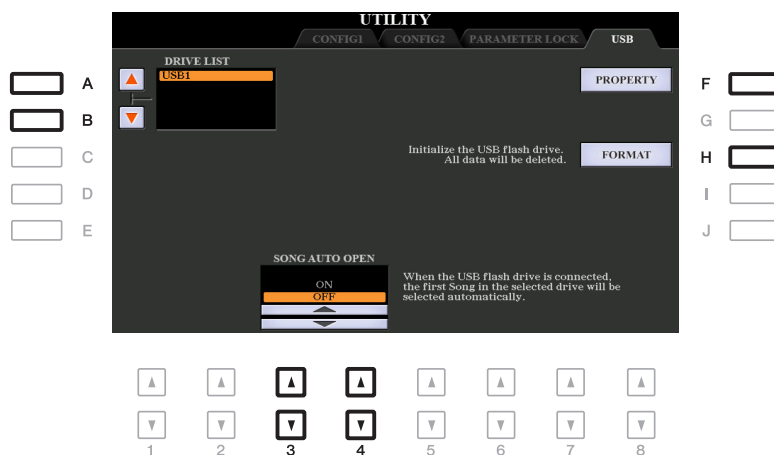 UTILITY
CONFIG1 CONFIG2 PARAMETER LOCK USB
DRIVE LIST
USB1
PROPERTY
A
B
C
D
E
F
G
H
I
J
Initialize the USB flash drive.
All data will be deleted.
FORMAT
SONG AUTO OPEN
ON
OFF
When the USB flash drive is connected,
the first Song in the selected drive will be
selected automatically.
1 2 3 4 5 6 7 8